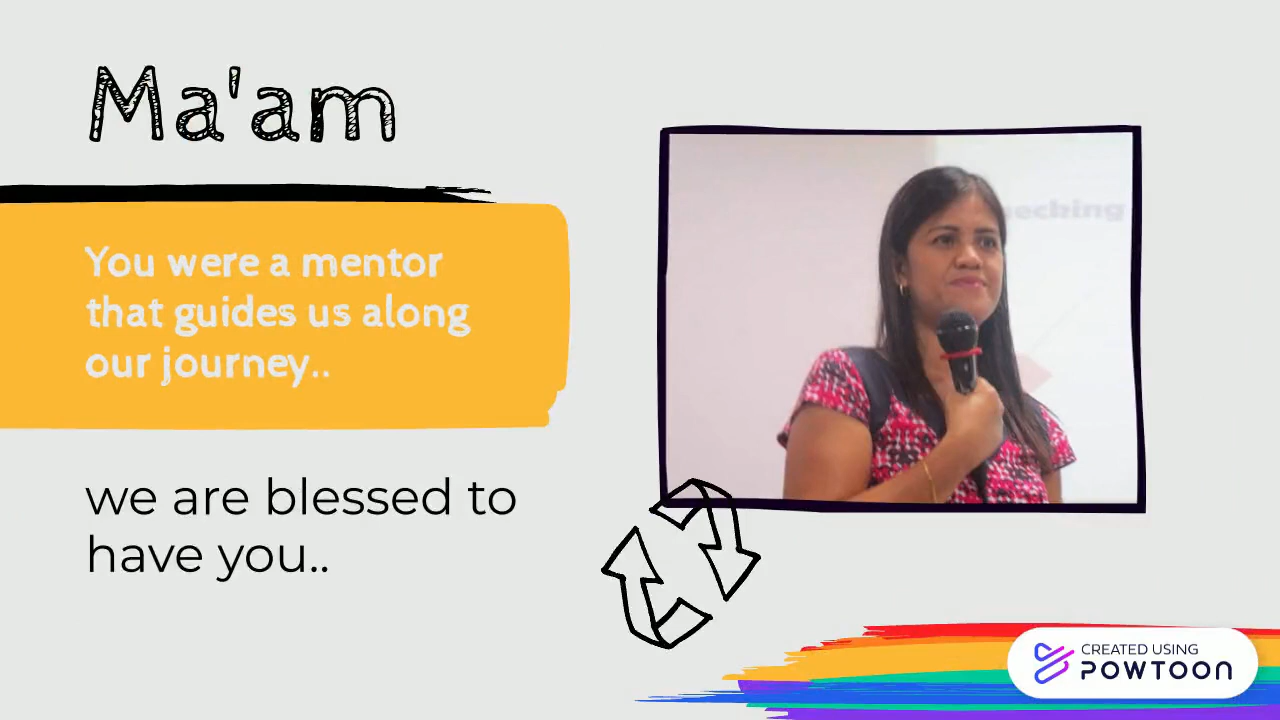 Ma'am
You were a mentor
that guides us along
our journey..
we are blessed to
have you..
CREATED USING
POWTOON